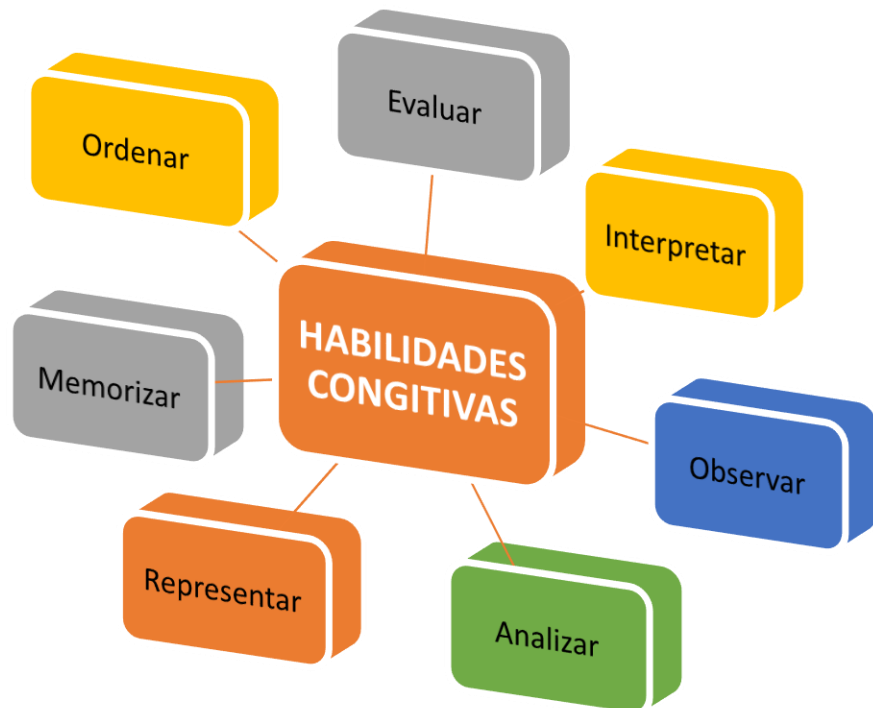 Evaluar
Ordenar
Interpretar
HABILIDADES
CONGITIVAS
Memorizar
Observar
Representar
Analizar